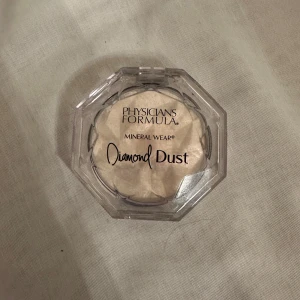 PHYSICIANS
FORMULA®
MINERAL WEAR®
Diamond Dust